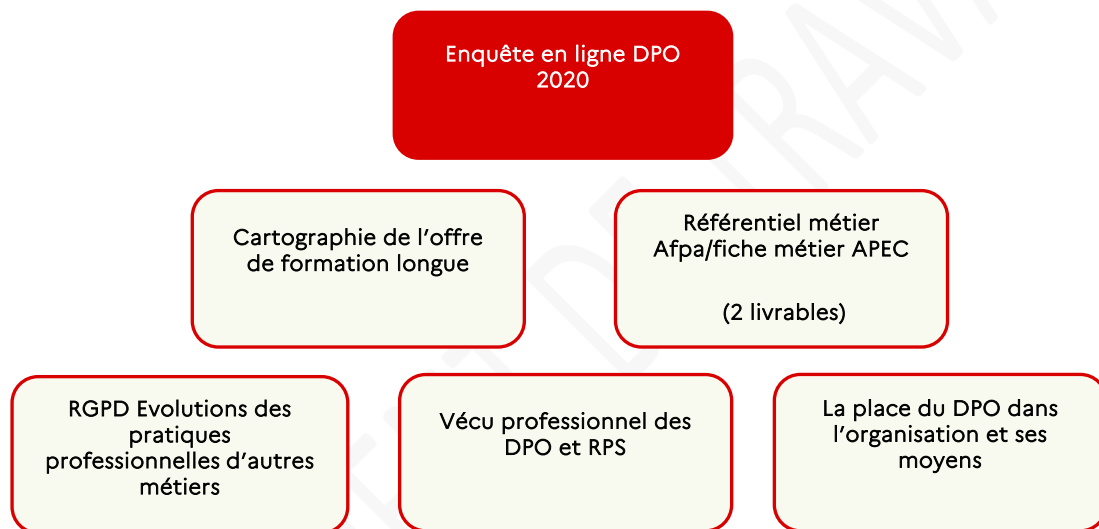 Enquête en ligne DPO
2020
Cartographie de l'offre
de formation longue
Référentiel métier
Afpa/fiche métier APEC
(2 livrables)
RGPD Evolutions des
pratiques
professionnelles d'autres
métiers
Vécu professionnel des
DPO et RPS
La place du DPO dans
l'organisation et ses
moyens